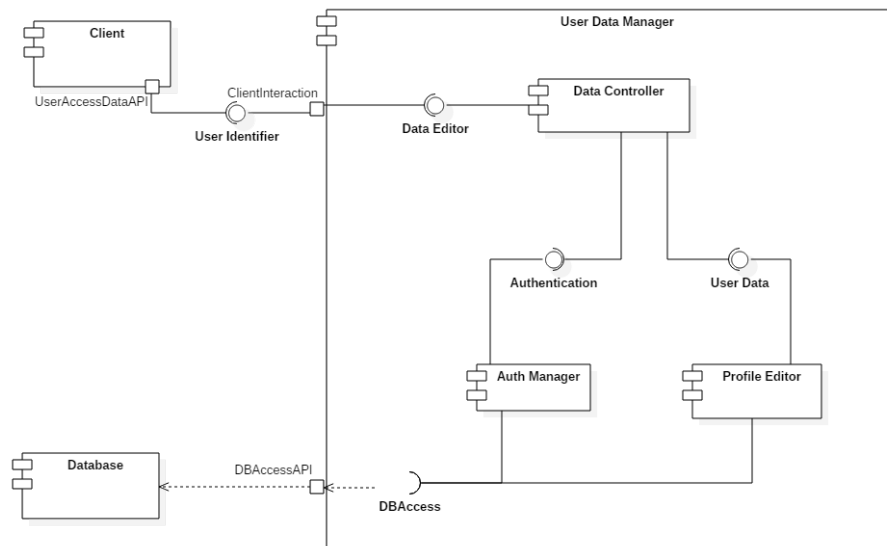 User Data Manager
Client
UserAccessDataAPI
ClientInteraction
User Identifier
Data Editor
Data Controller
Authentication
User Data
Auth Manager
Profile Editor
Database
DBAccessAPI
DBAccess